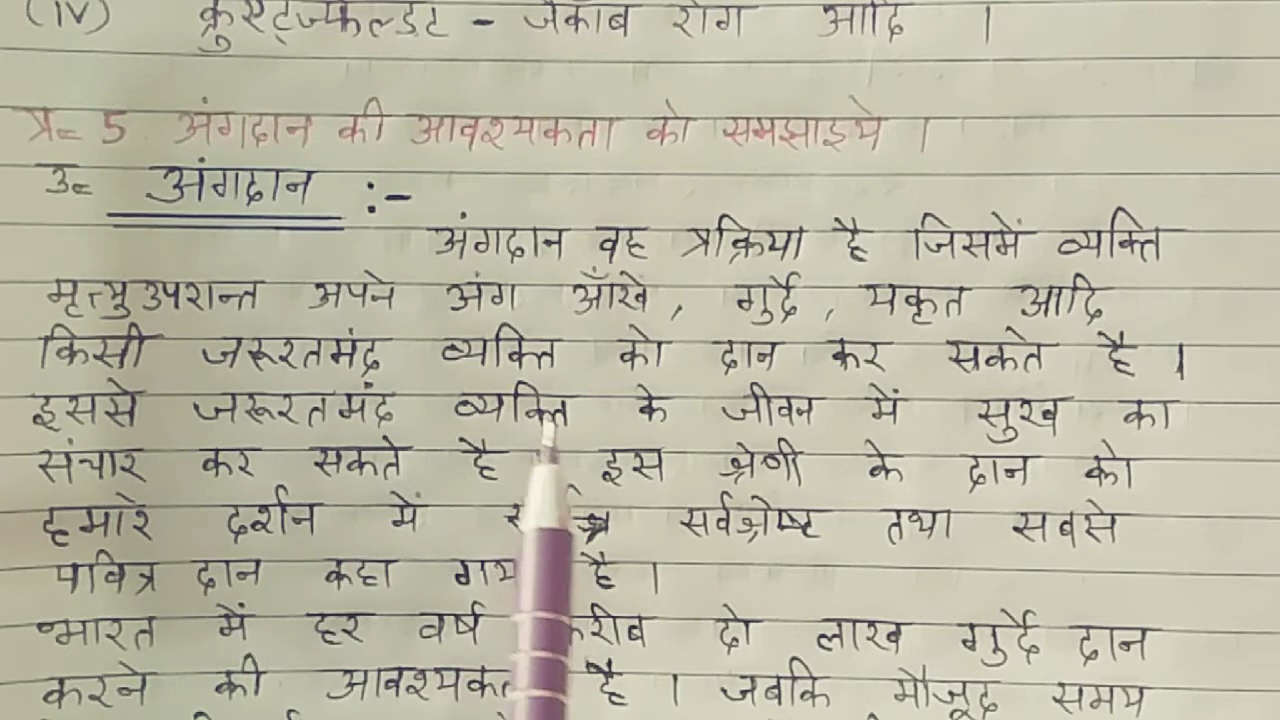 (iv) क्रुएट्ज्फेल्डट - जैकॉब रोग आदि ।
प्र= 5 अंगदान की आवश्यकता को समझाइये ।
उ= अंगदान :-
अंगदान वह प्रक्रिया है जिसमें व्यक्ति
मृत्युउपरान्त अपने अंग आँखे, गुर्दे, यकृत आदि
किसी जरूरतमंद व्यक्ति को दान कर सकते है ।
इससे जरूरतमंद व्यक्ति के जीवन में सुख का
संचार कर सकते है इस श्रेणी के दान को
हमारे दर्शन में सर्वश्रेष्ट तथा सबसे
पवित्र दान कहा गया है ।
भारत में हर वर्ष करीब दो लाख गुर्दे दान
करने की आवश्यकता है । जबकि मौजूद समय